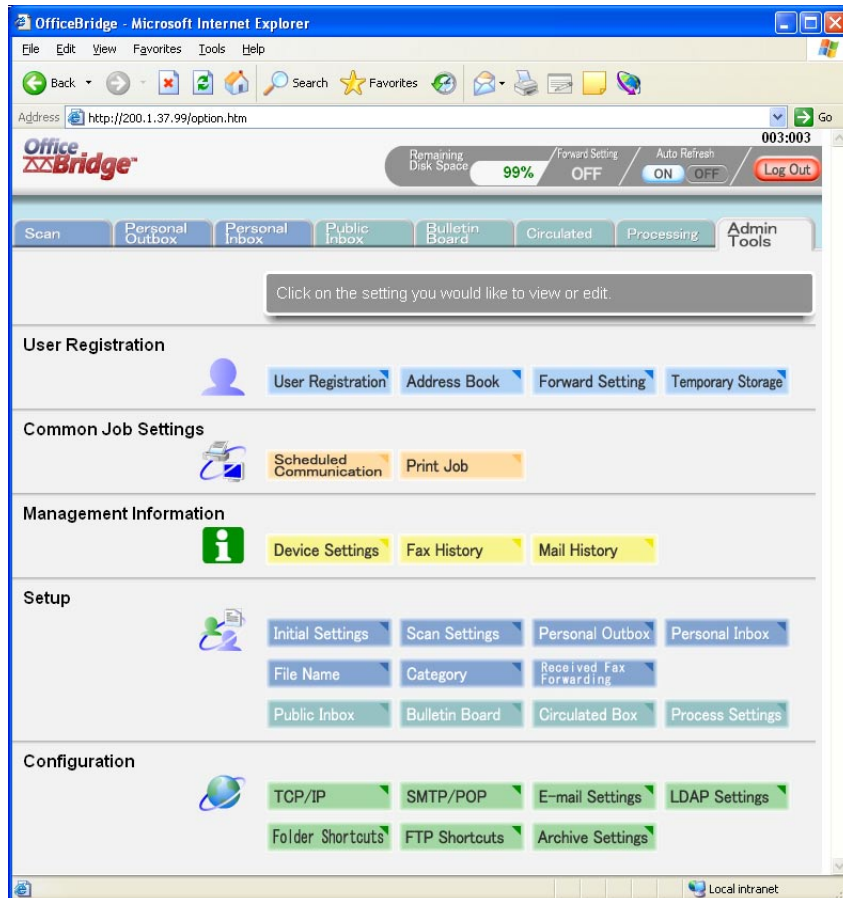 OfficeBridge - Microsoft Internet Explorer
File Edit View Favorites Tools Help
Back Search Favorites
Address http://200.1.37.99/option.htm Go
003:003
Office Bridge™
Remaining Disk Space 99% Forward Setting OFF Auto Refresh ON OFF Log Out
Scan Personal Outbox Personal Inbox Public Inbox Bulletin Board Circulated Processing Admin Tools
Click on the setting you would like to view or edit.
User Registration
User Registration Address Book Forward Setting Temporary Storage
Common Job Settings
Scheduled Communication Print Job
Management Information
Device Settings Fax History Mail History
Setup
Initial Settings Scan Settings Personal Outbox Personal Inbox
File Name Category Received Fax Forwarding
Public Inbox Bulletin Board Circulated Box Process Settings
Configuration
TCP/IP SMTP/POP E-mail Settings LDAP Settings
Folder Shortcuts FTP Shortcuts Archive Settings
Local intranet